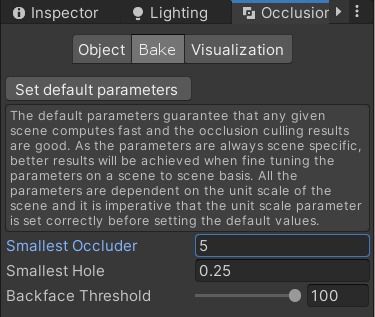 Inspector Lighting Occlusion
Object Bake Visualization
Set default parameters
The default parameters guarantee that any given
scene computes fast and the occlusion culling results
are good. As the parameters are always scene specific,
better results will be achieved when fine tuning the
parameters on a scene to scene basis. All the
parameters are dependent on the unit scale of the
scene and it is imperative that the unit scale parameter
is set correctly before setting the default values.
Smallest Occluder 5
Smallest Hole 0.25
Backface Threshold 100